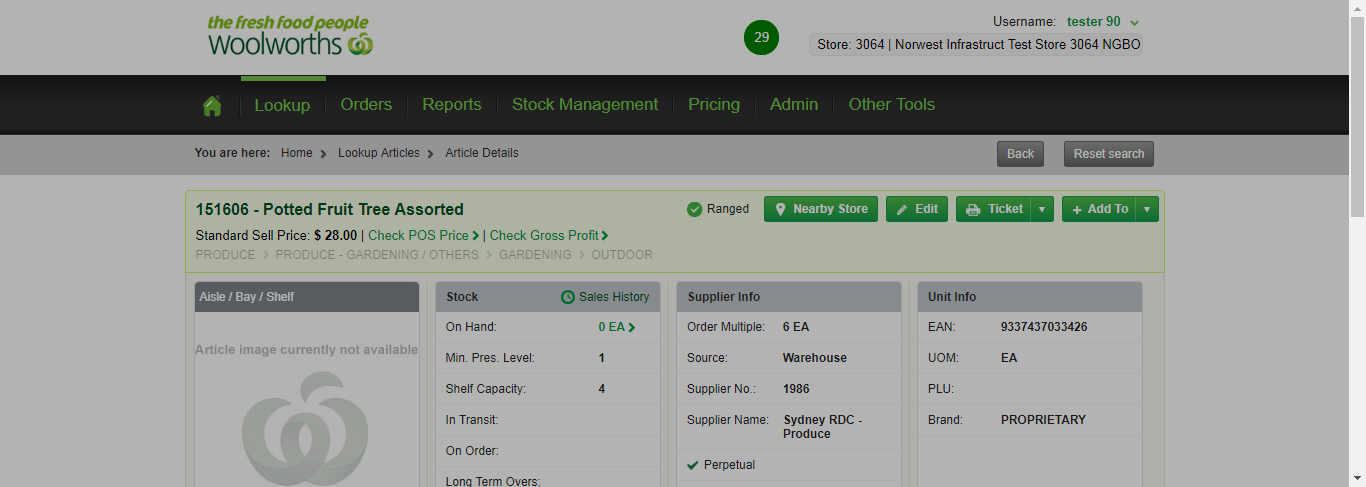 the fresh food people
Woolworths
29
Username: tester 90
Store: 3064 | Norwest Infrastruct Test Store 3064 NGBO
Lookup Orders Reports Stock Management Pricing Admin Other Tools
You are here: Home Lookup Articles Article Details Back Reset search
151606 - Potted Fruit Tree Assorted Ranged Nearby Store Edit Ticket + Add To
Standard Sell Price: $ 28.00 | Check POS Price | Check Gross Profit
PRODUCE PRODUCE - GARDENING / OTHERS GARDENING OUTDOOR
Aisle / Bay / Shelf
Article image currently not available
Stock Sales History
On Hand: 0 EA
Min. Pres. Level: 1
Shelf Capacity: 4
In Transit:
On Order:
Long Term Overs:
Supplier Info
Order Multiple: 6 EA
Source: Warehouse
Supplier No.: 1986
Supplier Name: Sydney RDC -
Produce
Perpetual
Unit Info
EAN: 9337437033426
UOM: EA
PLU:
Brand: PROPRIETARY